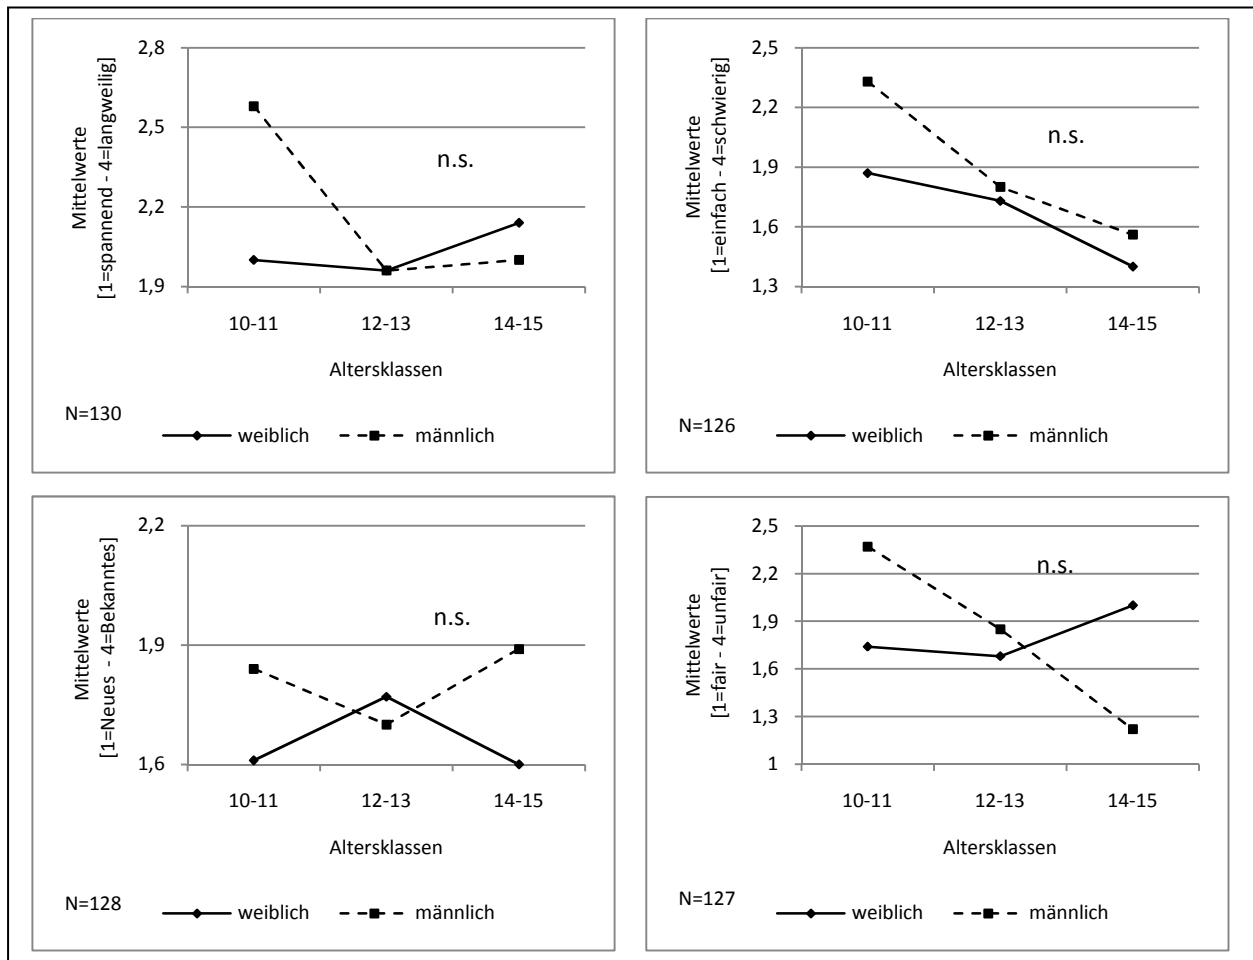 Mittelwerte
[1=spannend - 4=langweilig]
2,8
2,5
2,2
1,9
n.s.
10-11 12-13 14-15
Altersklassen
N=130
weiblich männlich
Mittelwerte
[1=einfach - 4=schwierig]
2,5
2,2
1,9
1,6
1,3
n.s.
10-11 12-13 14-15
Altersklassen
N=126
weiblich männlich
Mittelwerte
[1=Neues - 4=Bekanntes]
2,2
1,9
1,6
n.s.
10-11 12-13 14-15
Altersklassen
N=128
weiblich männlich
Mittelwerte
[1=fair - 4=unfair]
2,5
2,2
1,9
1,6
1,3
1
n.s.
10-11 12-13 14-15
Altersklassen
N=127
weiblich männlich